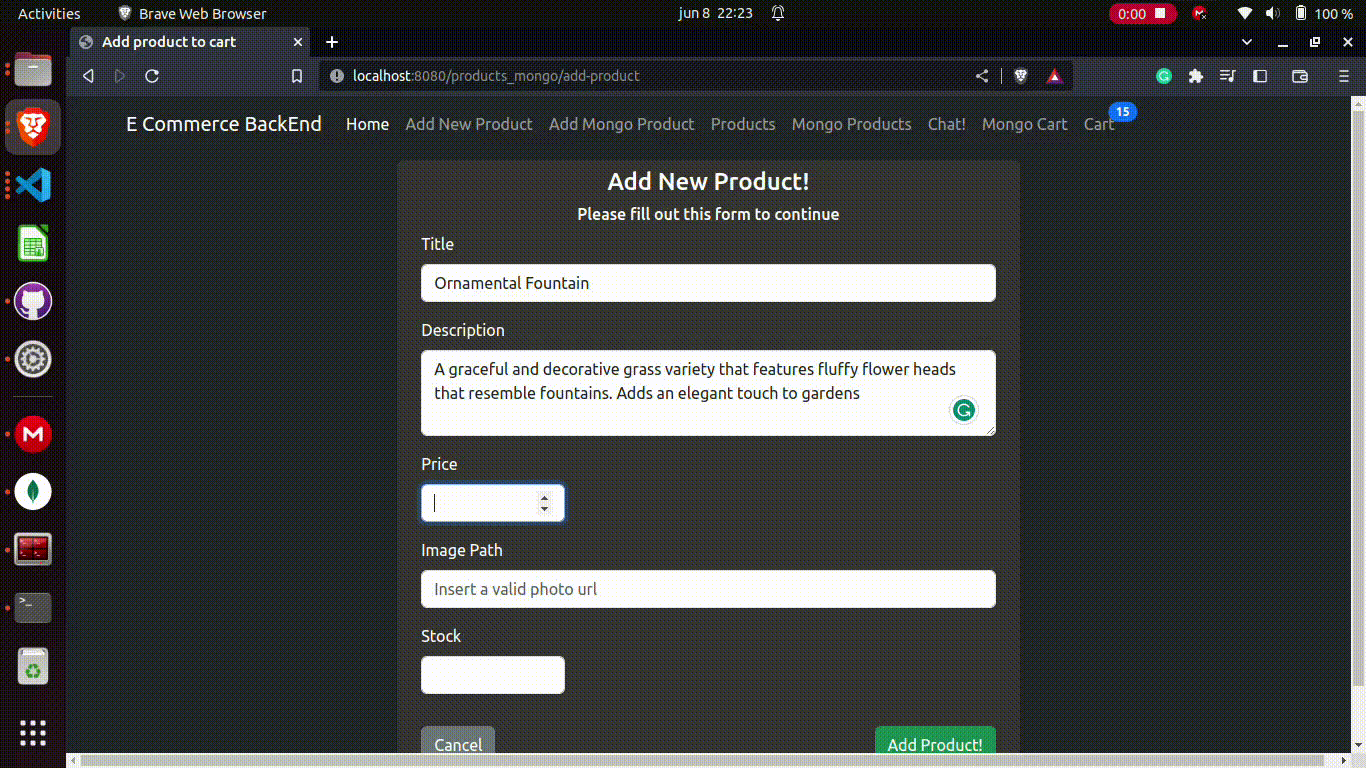 Activities Brave Web Browser jun 8 22:23 0:00 100 %
Add product to cart
localhost:8080/products_mongo/add-product
E Commerce BackEnd Home Add New Product Add Mongo Product Products Mongo Products Chat! Mongo Cart Cart 15
Add New Product!
Please fill out this form to continue
Title
Ornamental Fountain
Description
A graceful and decorative grass variety that features fluffy flower heads
that resemble fountains. Adds an elegant touch to gardens
Price
Image Path
Insert a valid photo url
Stock
Cancel Add Product!